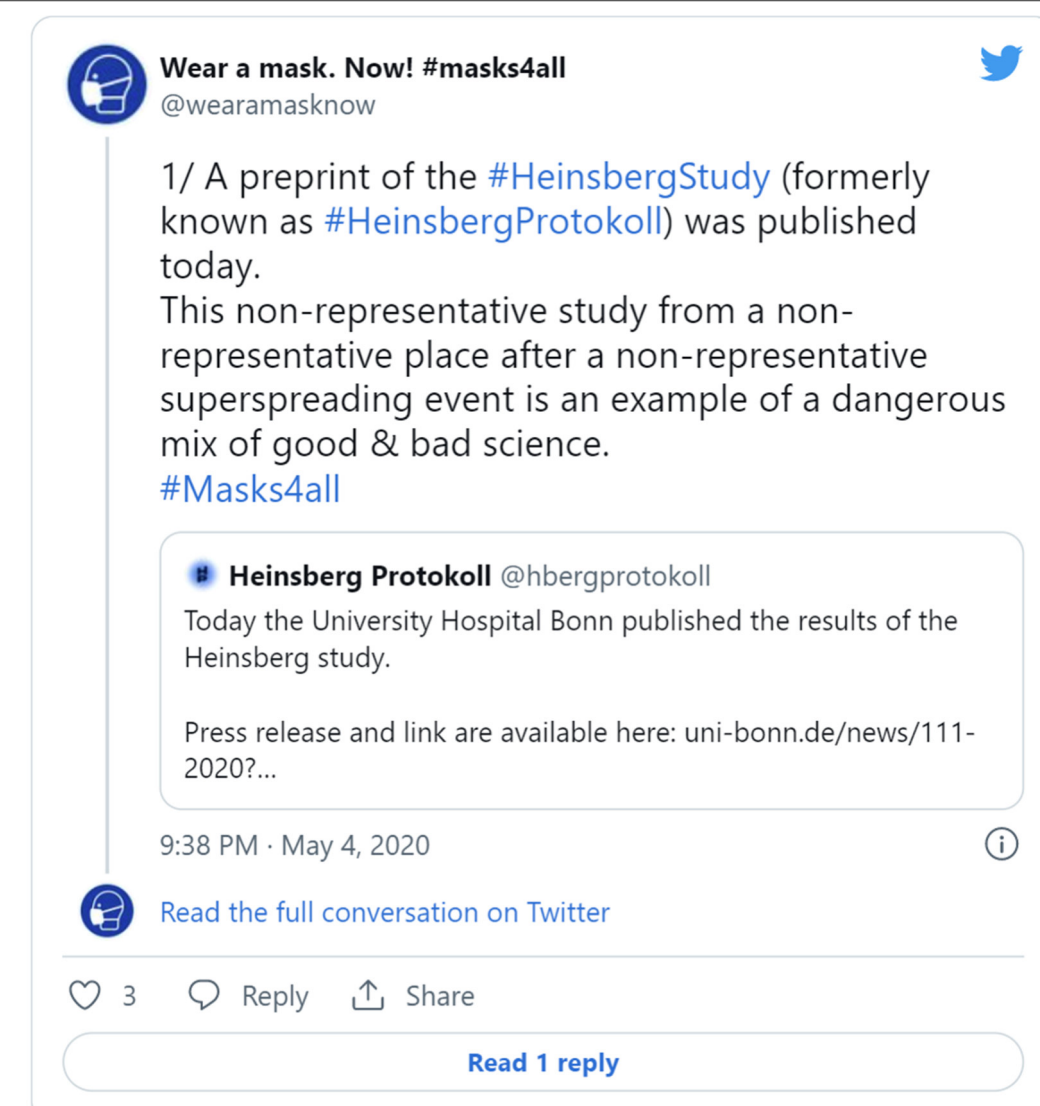 Wear a mask. Now! #masks4all
@wearamasknow
1/ A preprint of the #HeinsbergStudy (formerly
known as #HeinsbergProtokoll) was published
today.
This non-representative study from a non-
representative place after a non-representative
superspreading event is an example of a dangerous
mix of good & bad science.
#Masks4all
Heinsberg Protokoll @hbergprotokoll
Today the University Hospital Bonn published the results of the
Heinsberg study.
Press release and link are available here: uni-bonn.de/news/111-
2020?...
9:38 PM · May 4, 2020
Read the full conversation on Twitter
3 Reply Share
Read 1 reply